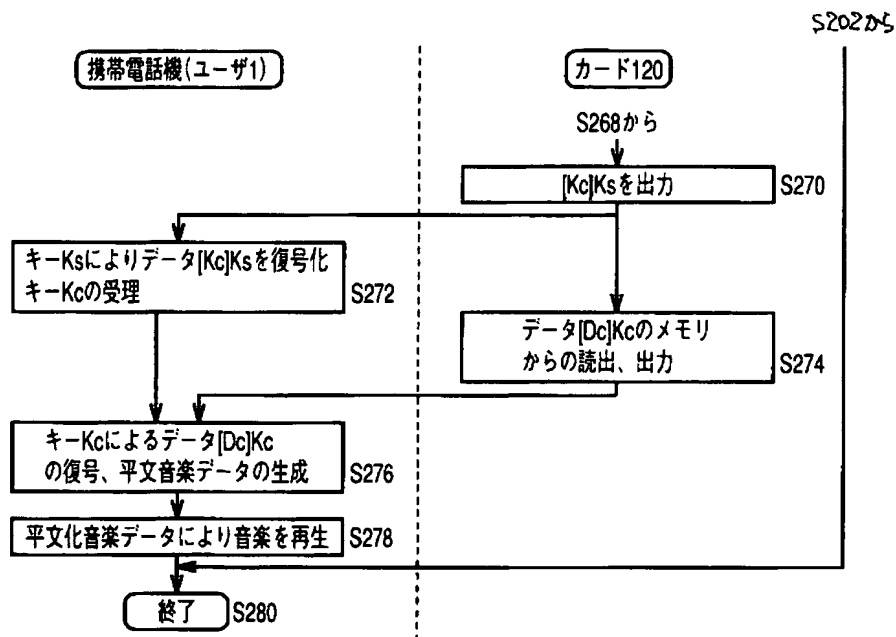 S202から
携帯電話機(ユーザ1)
カード120
S268から
[Kc]Ksを出力
S270
キーKsによりデータ[Kc]Ksを復号化
キーKcの受理
S272
データ[Dc]Kcのメモリ
からの読出、出力
S274
キーKcによるデータ[Dc]Kc
の復号、平文音楽データの生成
S276
平文化音楽データにより音楽を再生
S278
終了
S280